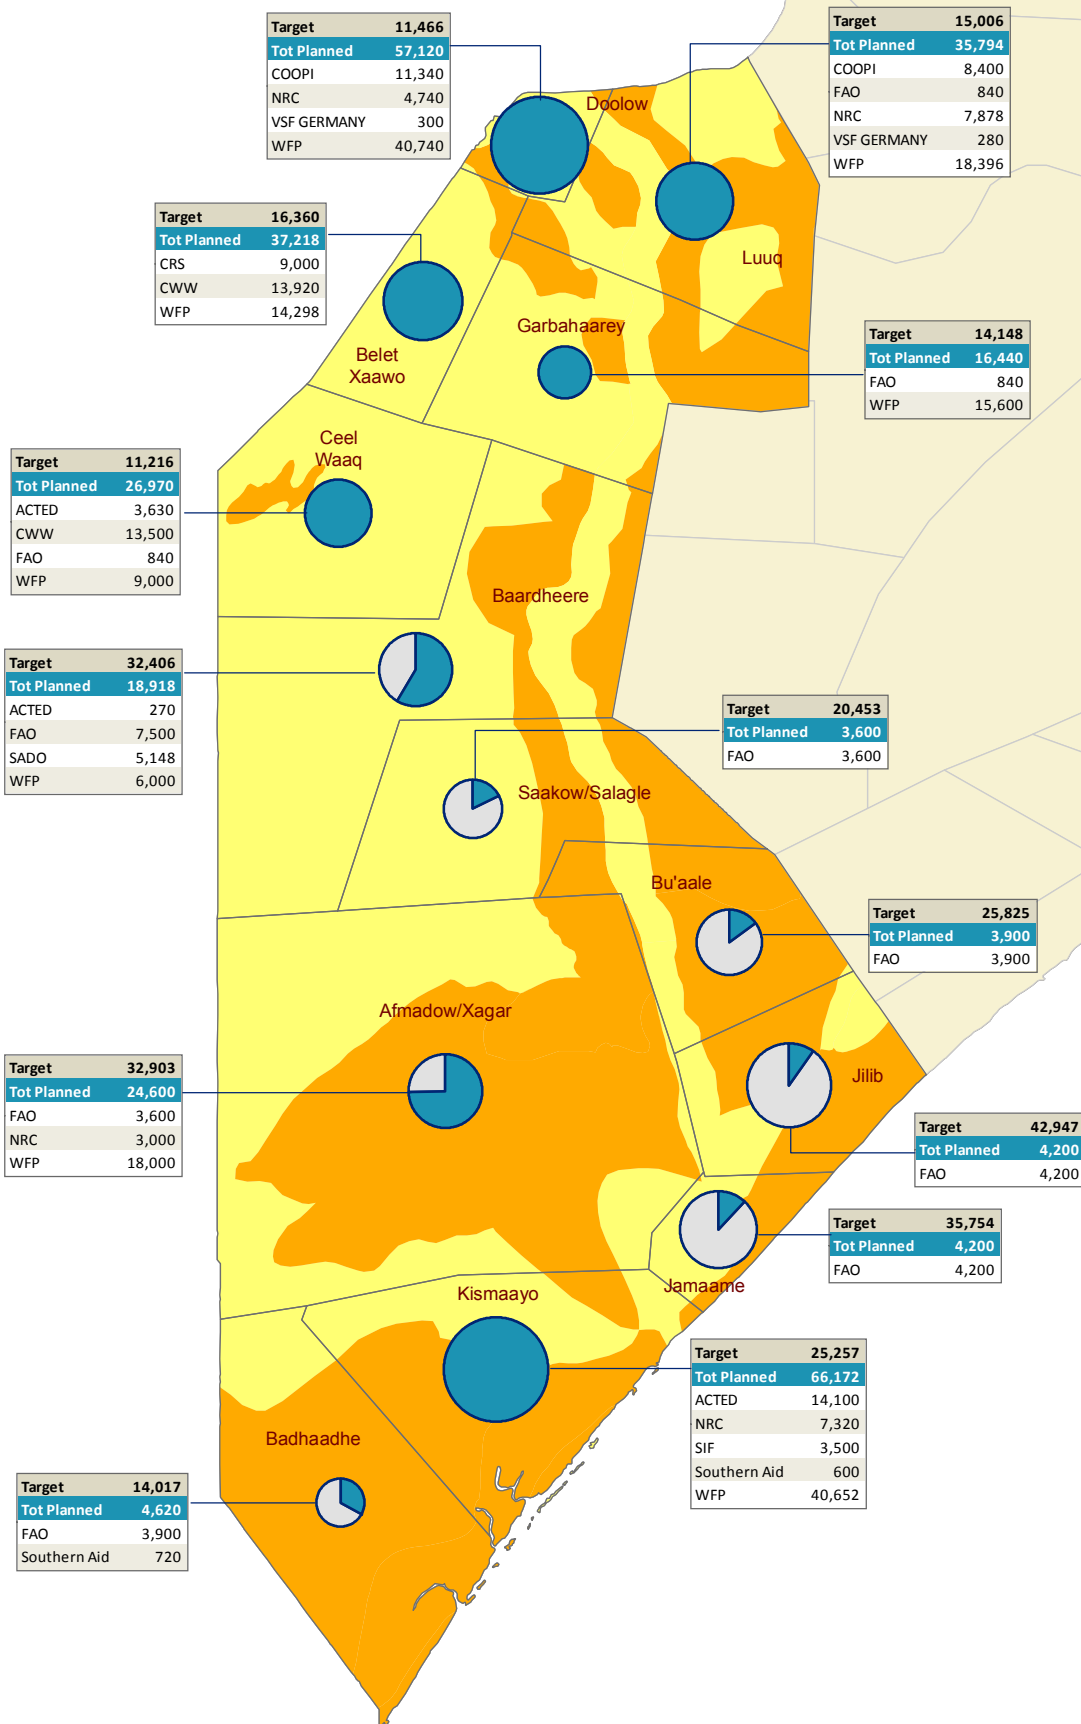 Target 11,466
Tot Planned 57,120
COOPI 11,340
NRC 4,740
VSF GERMANY 300
WFP 40,740
Target 15,006
Tot Planned 35,794
COOPI 8,400
FAO 840
NRC 7,878
VSF GERMANY 280
WFP 18,396
Doolow
Luuq
Target 16,360
Tot Planned 37,218
CRS 9,000
CWW 13,920
WFP 14,298
Belet
Xaawo
Garbahaarey
Target 14,148
Tot Planned 16,440
FAO 840
WFP 15,600
Ceel
Waaq
Target 11,216
Tot Planned 26,970
ACTED 3,630
CWW 13,500
FAO 840
WFP 9,000
Baardheere
Target 32,406
Tot Planned 18,918
ACTED 270
FAO 7,500
SADO 5,148
WFP 6,000
Target 20,453
Tot Planned 3,600
FAO 3,600
Saakow/Salagle
Bu'aale
Target 25,825
Tot Planned 3,900
FAO 3,900
Afmadow/Xagar
Target 32,903
Tot Planned 24,600
FAO 3,600
NRC 3,000
WFP 18,000
Jilib
Target 42,947
Tot Planned 4,200
FAO 4,200
Target 35,754
Tot Planned 4,200
FAO 4,200
Jamaame
Kismaayo
Target 25,257
Tot Planned 66,172
ACTED 14,100
NRC 7,320
SIF 3,500
Southern Aid 600
WFP 40,652
Badhaadhe
Target 14,017
Tot Planned 4,620
FAO 3,900
Southern Aid 720